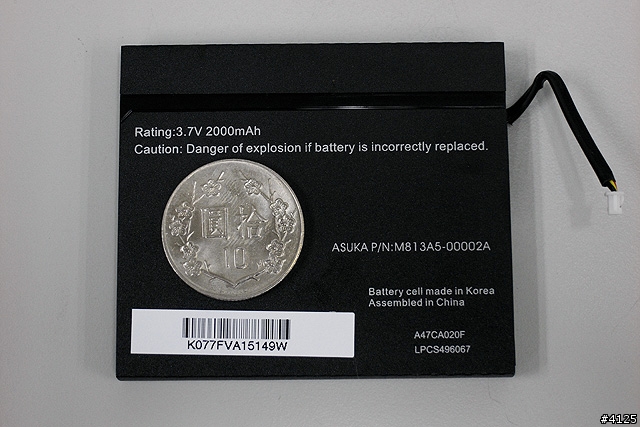 Rating:3.7V 2000mAh
Caution: Danger of explosion if battery is incorrectly replaced.
圓拾
10
ASUKA P/N:M813A5-00002A
Battery cell made in Korea
Assembled in China
K077FVA15149W
A47CA020F
LPCS496067
#4125